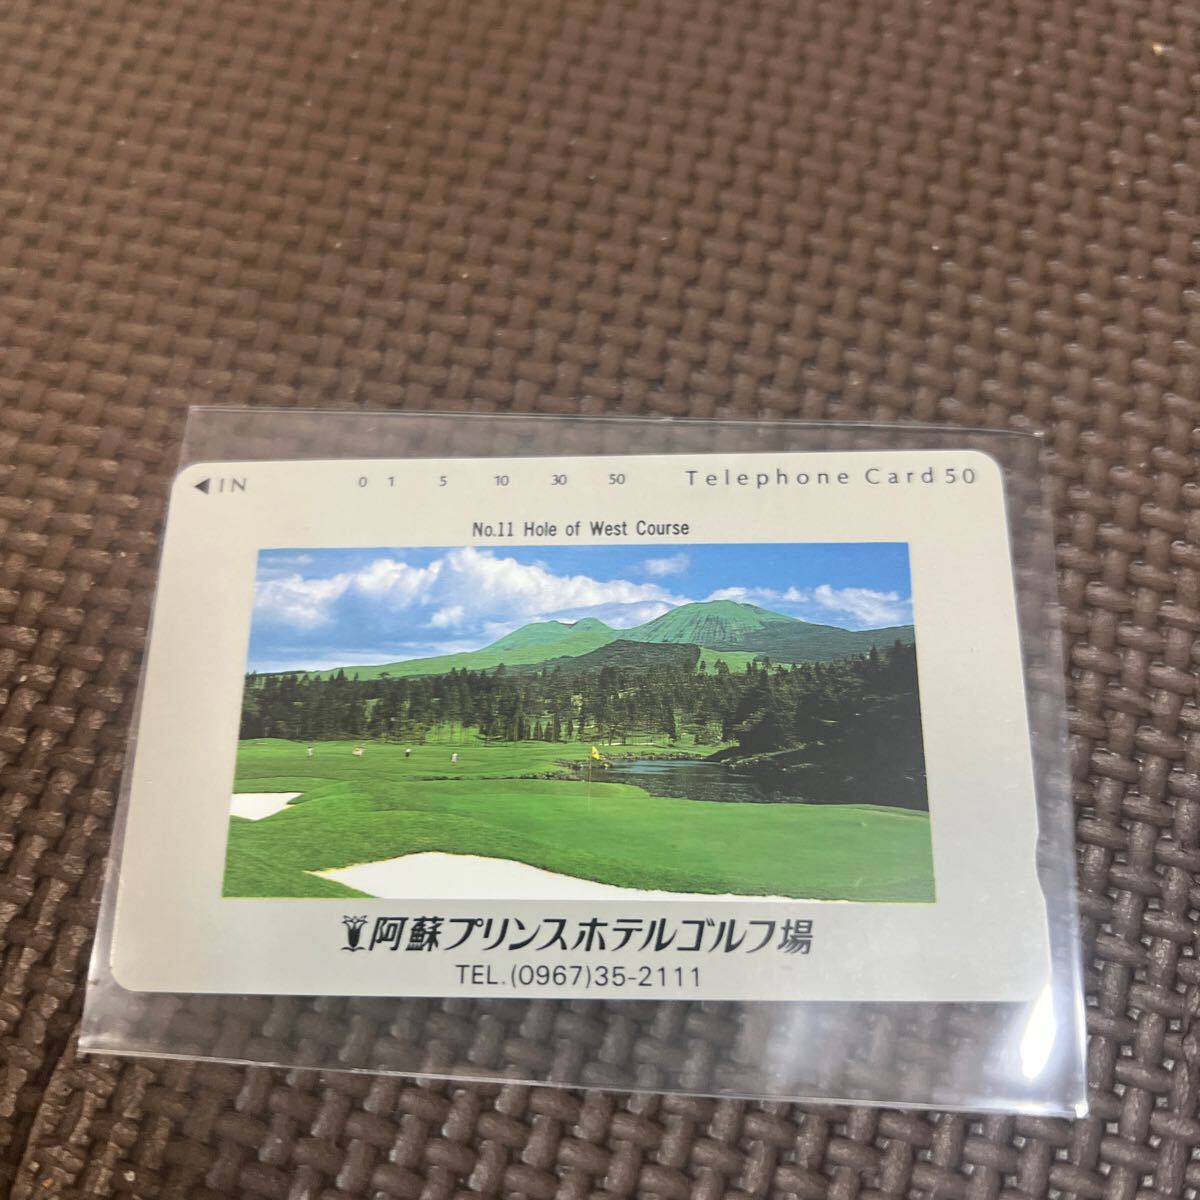 ◀IN 0 1 5 10 30 50 Telephone Card 50
No.11 Hole of West Course
阿蘇プリンスホテルゴルフ場
TEL.(0967)35-2111